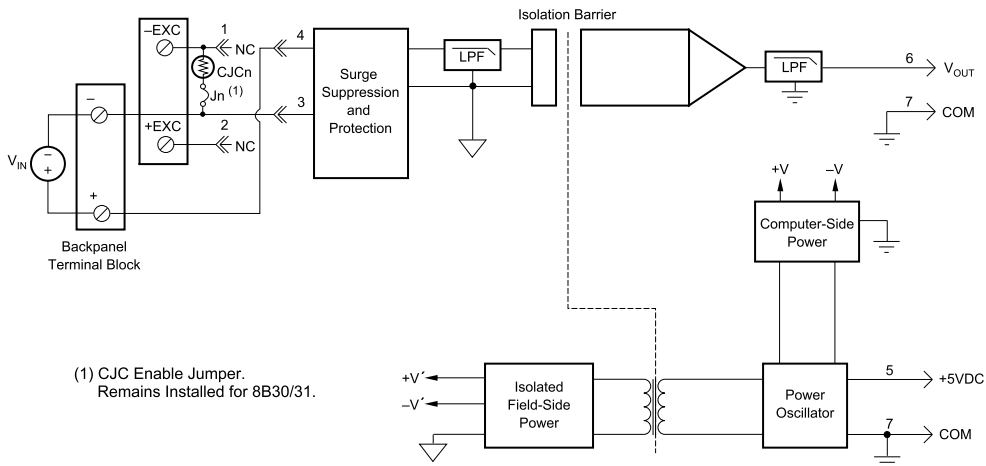 Isolation Barrier
–EXC
1
NC
4
CJCn
Jn (1)
3
+EXC
2
NC
–
+
VIN
–
+
Backpanel
Terminal Block
Surge
Suppression
and
Protection
LPF
LPF
6
VOUT
7
COM
+V
–V
Computer-Side
Power
(1) CJC Enable Jumper.
Remains Installed for 8B30/31.
+V´
–V´
Isolated
Field-Side
Power
Power
Oscillator
5
+5VDC
7
COM